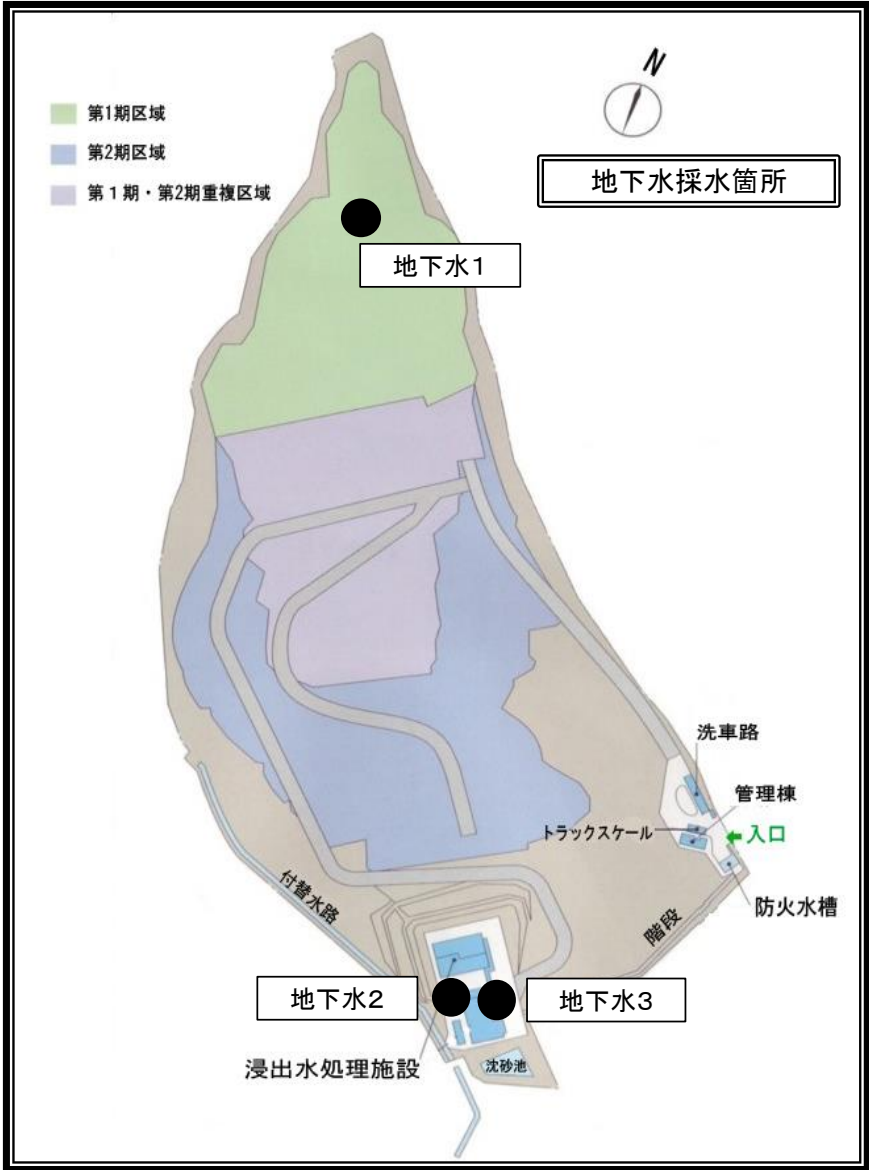 N
第1期区域
第2期区域
第1期・第2期重複区域
地下水採水箇所
地下水1
洗車路
管理棟
トラックスケール
入口
防火水槽
付替水路
階段
地下水2
地下水3
浸出水処理施設
沈砂池